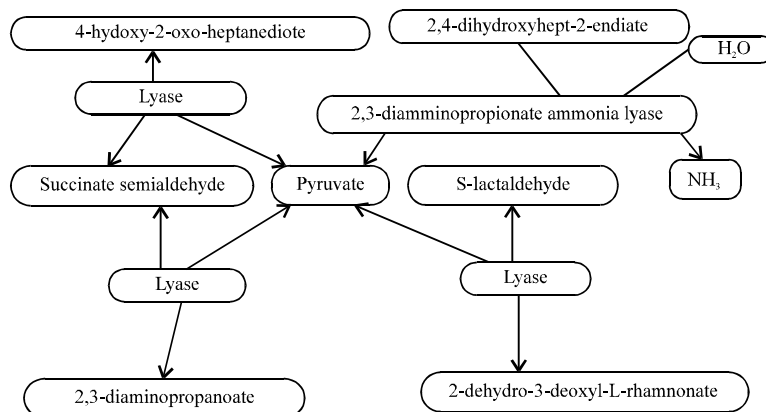 4-hydoxy-2-oxo-heptanediote
2,4-dihydroxyhept-2-endiate
H₂O
Lyase
2,3-diamminopropionate ammonia lyase
Succinate semialdehyde
Pyruvate
S-lactaldehyde
NH₃
Lyase
Lyase
2,3-diaminopropanoate
2-dehydro-3-deoxyl-L-rhamnonate